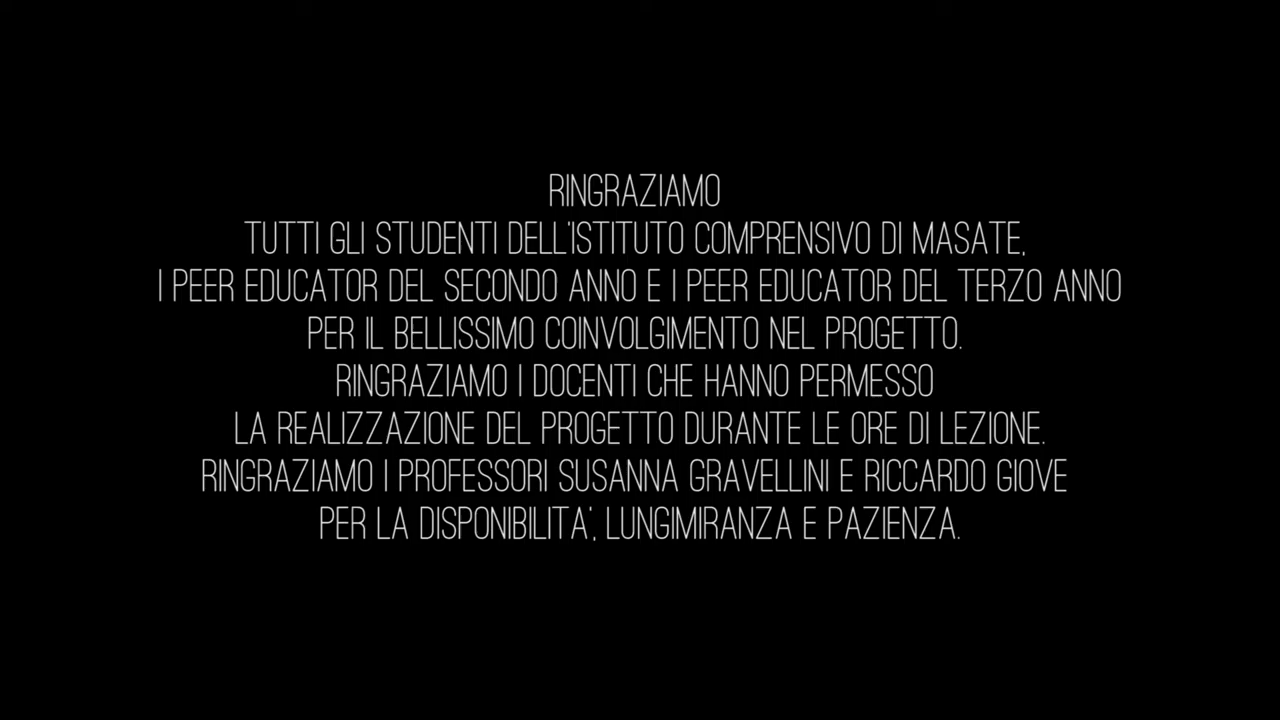 RINGRAZIAMO
TUTTI GLI STUDENTI DELL'ISTITUTO COMPRENSIVO DI MASATE,
I PEER EDUCATOR DEL SECONDO ANNO E I PEER EDUCATOR DEL TERZO ANNO
PER IL BELLISSIMO COINVOLGIMENTO NEL PROGETTO.
RINGRAZIAMO I DOCENTI CHE HANNO PERMESSO
LA REALIZZAZIONE DEL PROGETTO DURANTE LE ORE DI LEZIONE.
RINGRAZIAMO I PROFESSORI SUSANNA GRAVELLINI E RICCARDO GIOVE
PER LA DISPONIBILITA', LUNGIMIRANZA E PAZIENZA.